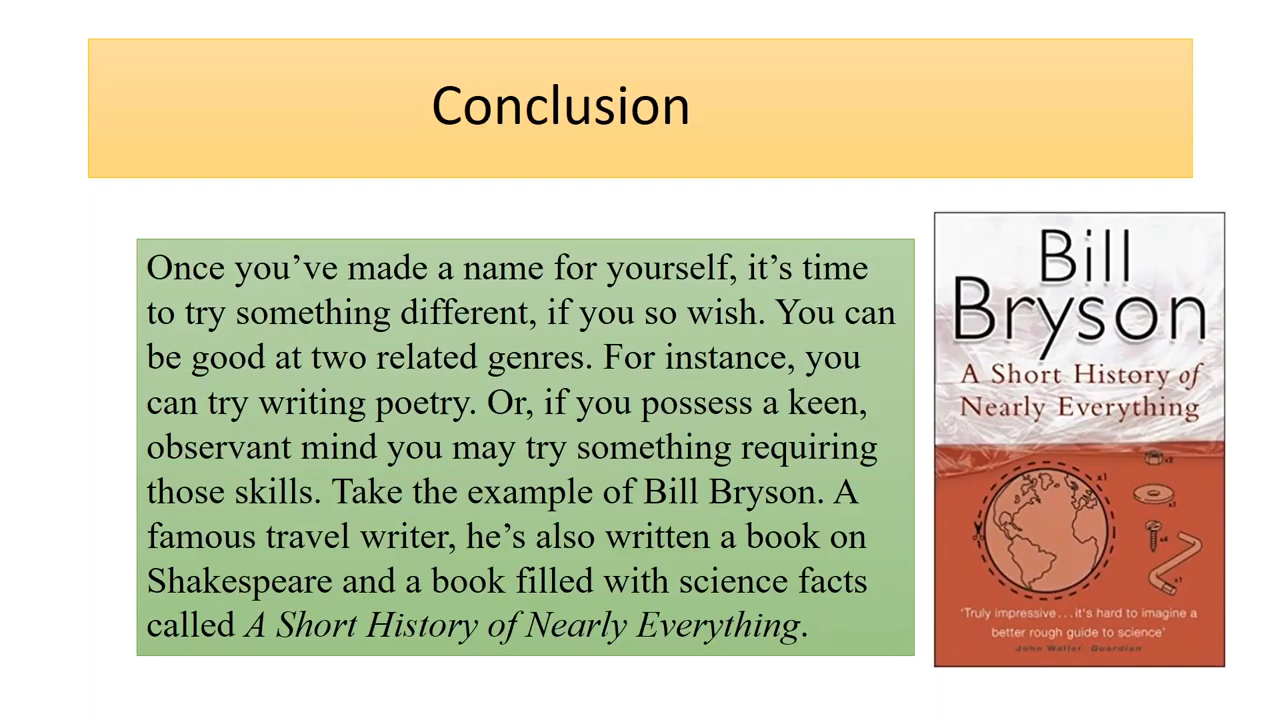 Conclusion
Once you’ve made a name for yourself, it’s time
to try something different, if you so wish. You can
be good at two related genres. For instance, you
can try writing poetry. Or, if you possess a keen,
observant mind you may try something requiring
those skills. Take the example of Bill Bryson. A
famous travel writer, he’s also written a book on
Shakespeare and a book filled with science facts
called A Short History of Nearly Everything.
Bill
Bryson
A Short History of
Nearly Everything
x1
x2
x4
x1
'Truly impressive...it's hard to imagine a
better rough guide to science'
John Waller, Guardian